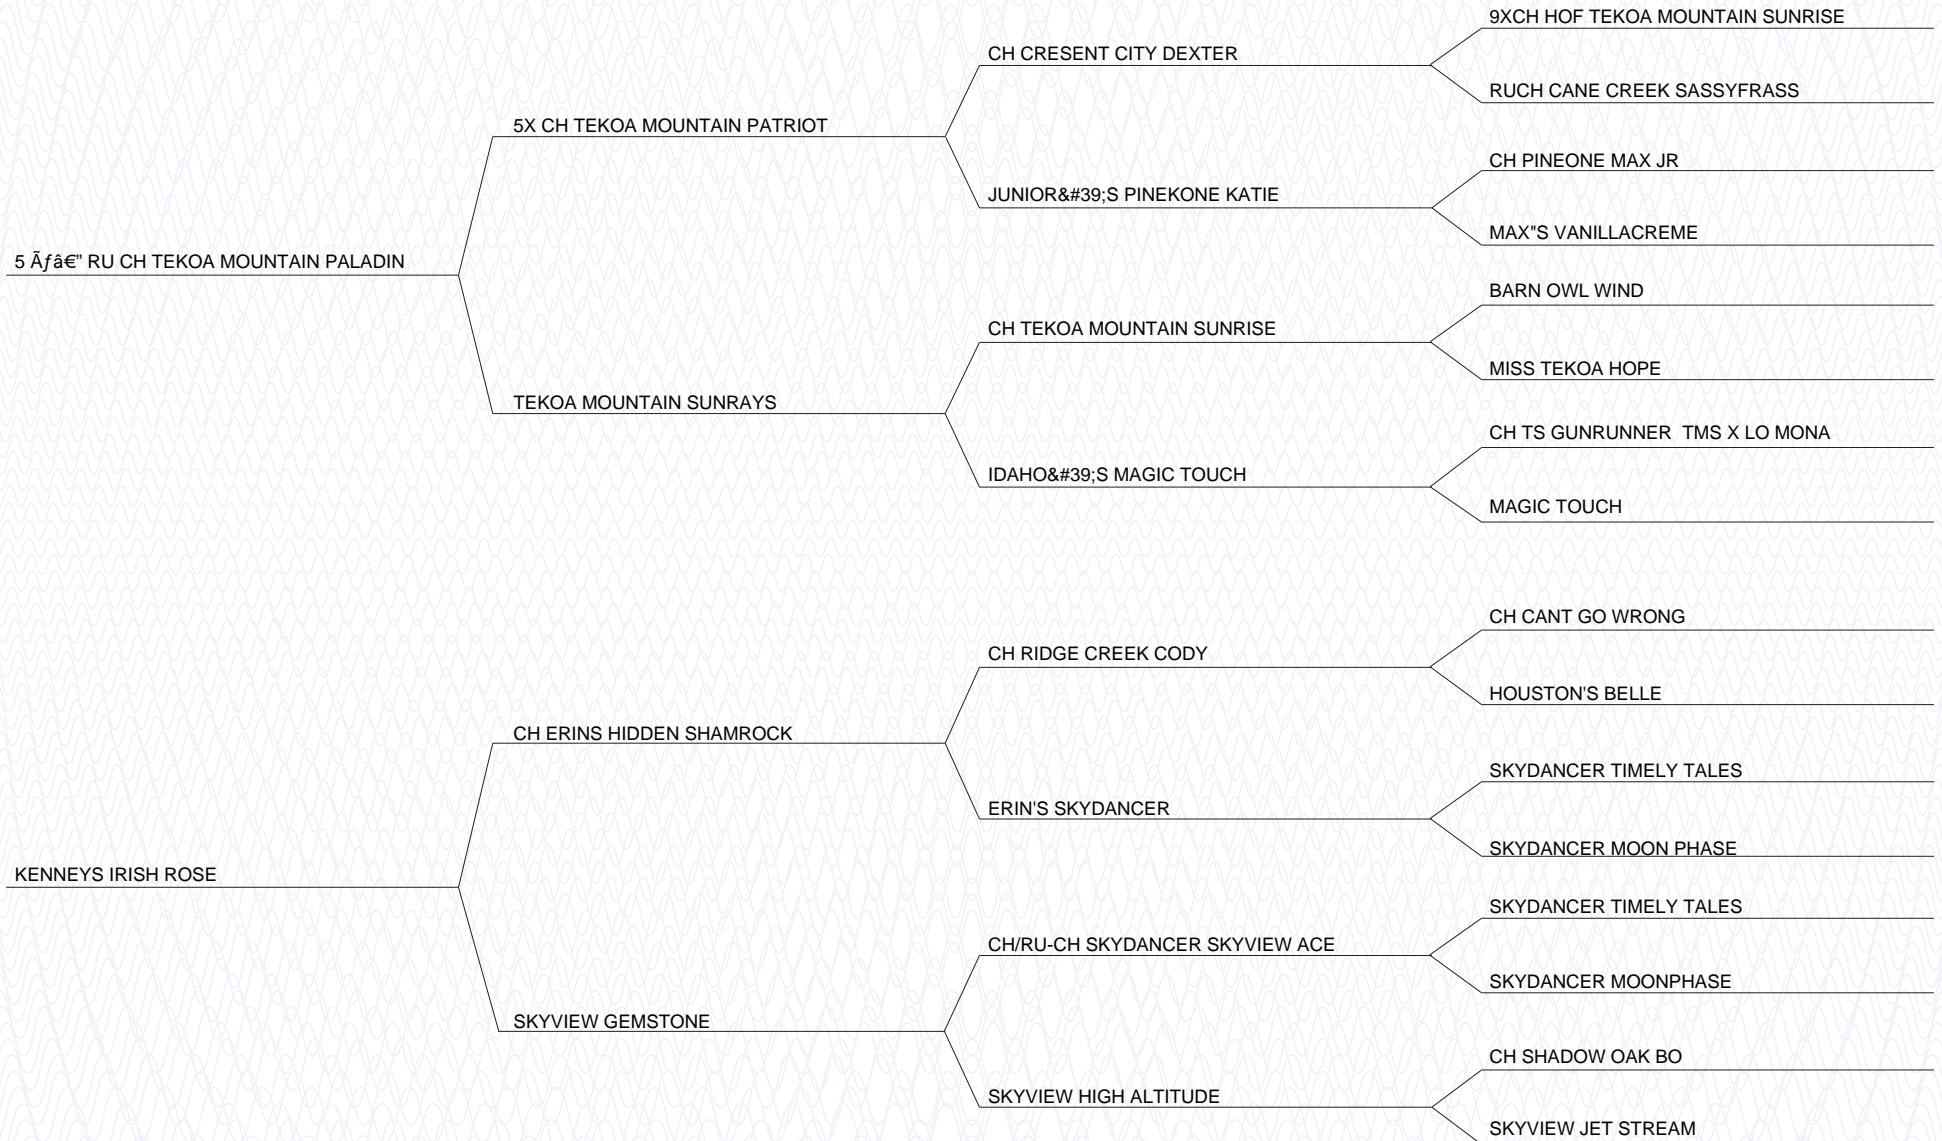 9XCH HOF TEKOA MOUNTAIN SUNRISE
CH CRESENT CITY DEXTER
RUCH CANE CREEK SASSYFRASS
5X CH TEKOA MOUNTAIN PATRIOT
CH PINEONE MAX JR
JUNIOR&#39;S PINEKONE KATIE
MAX"S VANILLACREME
5 Ãƒâ€” RU CH TEKOA MOUNTAIN PALADIN
BARN OWL WIND
CH TEKOA MOUNTAIN SUNRISE
MISS TEKOA HOPE
TEKOA MOUNTAIN SUNRAYS
CH TS GUNRUNNER  TMS X LO MONA
IDAHO&#39;S MAGIC TOUCH
MAGIC TOUCH
CH CANT GO WRONG
CH RIDGE CREEK CODY
HOUSTON'S BELLE
CH ERINS HIDDEN SHAMROCK
SKYDANCER TIMELY TALES
ERIN'S SKYDANCER
SKYDANCER MOON PHASE
KENNEYS IRISH ROSE
SKYDANCER TIMELY TALES
CH/RU-CH SKYDANCER SKYVIEW ACE
SKYDANCER MOONPHASE
SKYVIEW GEMSTONE
CH SHADOW OAK BO
SKYVIEW HIGH ALTITUDE
SKYVIEW JET STREAM